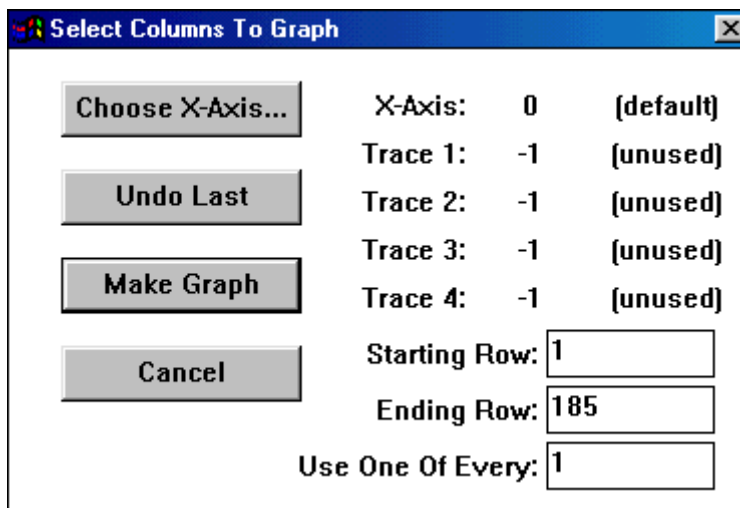 Select Columns To Graph
Choose X-Axis...
X-Axis: 0 (default)
Trace 1: -1 (unused)
Undo Last
Trace 2: -1 (unused)
Trace 3: -1 (unused)
Make Graph
Trace 4: -1 (unused)
Starting Row: 1
Cancel
Ending Row: 185
Use One Of Every: 1